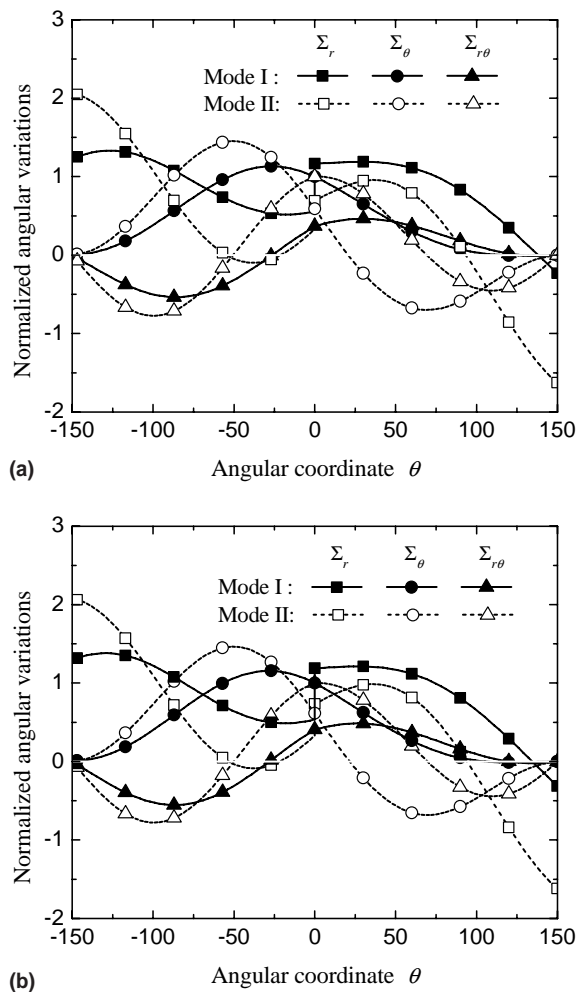 3
Σr Σθ Σrθ
Mode I :
Mode II:
2
1
0
-1
-2
Normalized angular variations
-150 -100 -50 0 50 100 150
(a)
Angular coordinate θ
3
Σr Σθ Σrθ
Mode I :
Mode II:
2
1
0
-1
-2
Normalized angular variations
-150 -100 -50 0 50 100 150
(b)
Angular coordinate θ